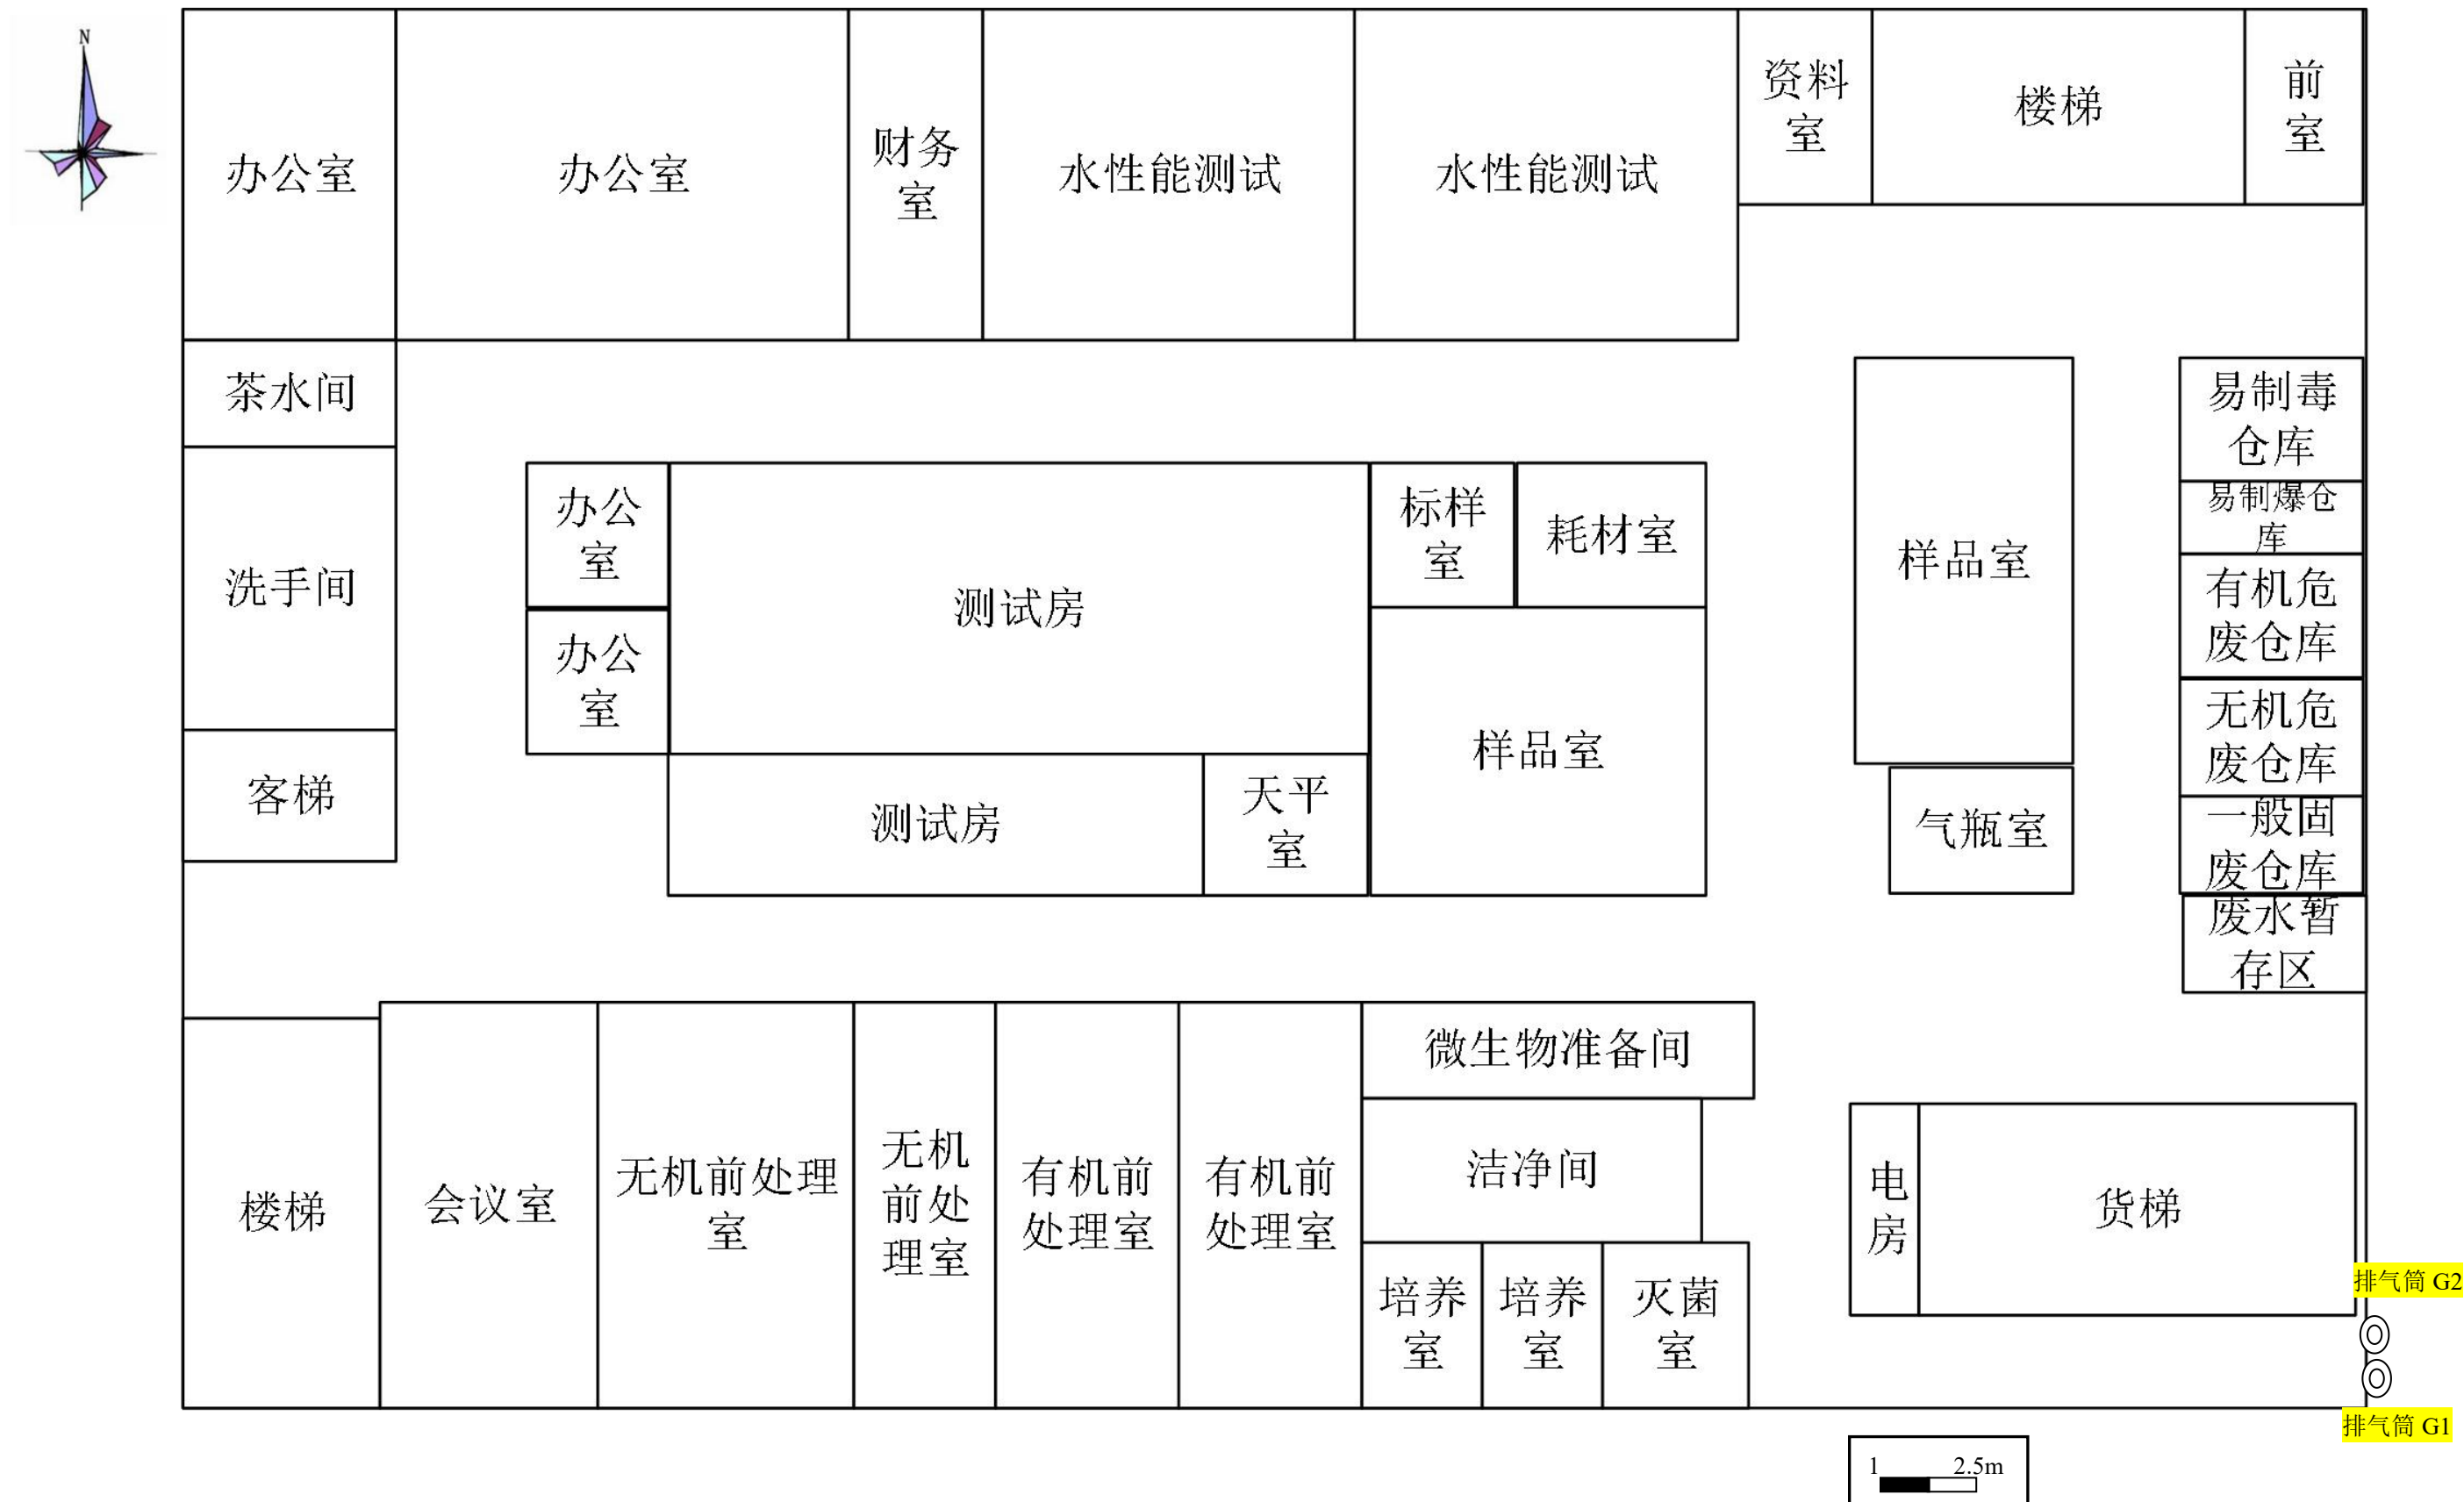 N
办公室
办公室
财务
室
水性能测试
水性能测试
资料
室
楼梯
前
室
茶水间
洗手间
客梯
办公
室
办公
室
测试房
测试房
天平
室
标样
室
耗材室
样品室
样品室
气瓶室
易制毒
仓库
易制爆仓
库
有机危
废仓库
无机危
废仓库
一般固
废仓库
废水暂
存区
楼梯
会议室
无机前处理
室
无机
前处
理室
有机前
处理室
有机前
处理室
微生物准备间
洁净间
培养
室
培养
室
灭菌
室
电
房
货梯
排气筒 G2
排气筒 G1
1 2.5m